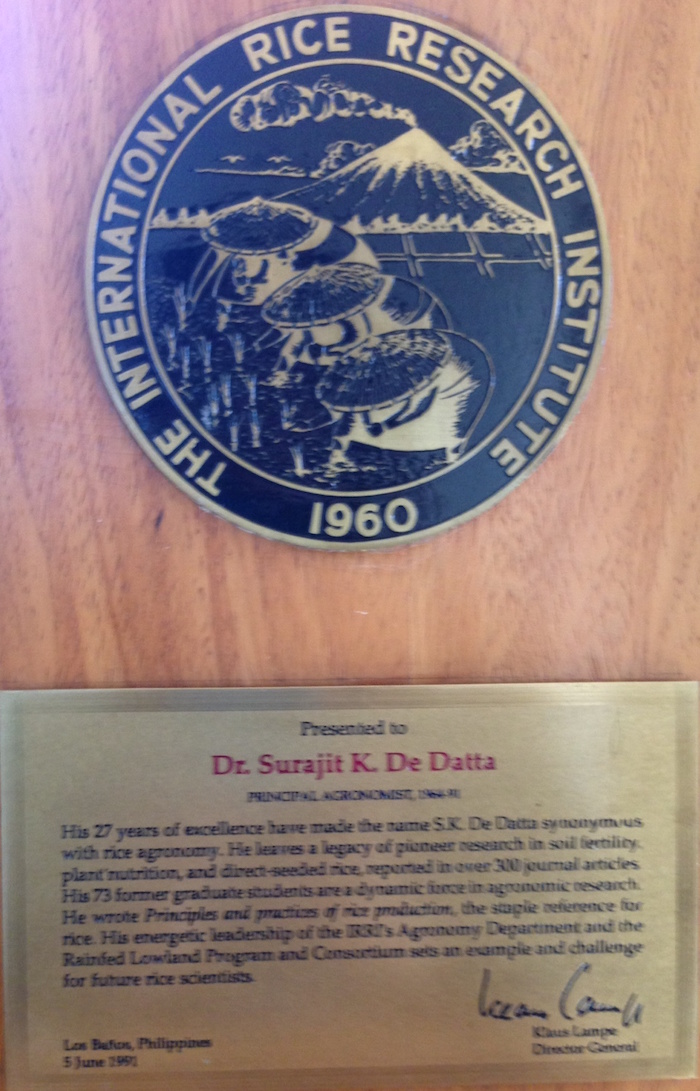 THE INTERNATIONAL RICE RESEARCH INSTITUTE
1960
Presented to
Dr. Surajit K. De Datta
PRINCIPAL AGRONOMIST, 1964-91
His 27 years of excellence have made the name S.K. De Datta synonymous
with rice agronomy. He leaves a legacy of pioneer research in soil fertility,
plant nutrition, and direct-seeded rice, reported in over 300 journal articles.
His 73 former graduate students are a dynamic force in agronomic research.
He wrote Principles and practices of rice production, the staple reference for
rice. His energetic leadership of the IRRI's Agronomy Department and the
Rainfed Lowland Program and Consortium sets an example and challenge
for future rice scientists.
Klaus Lampe
Director General
Los Baños, Philippines
5 June 1991